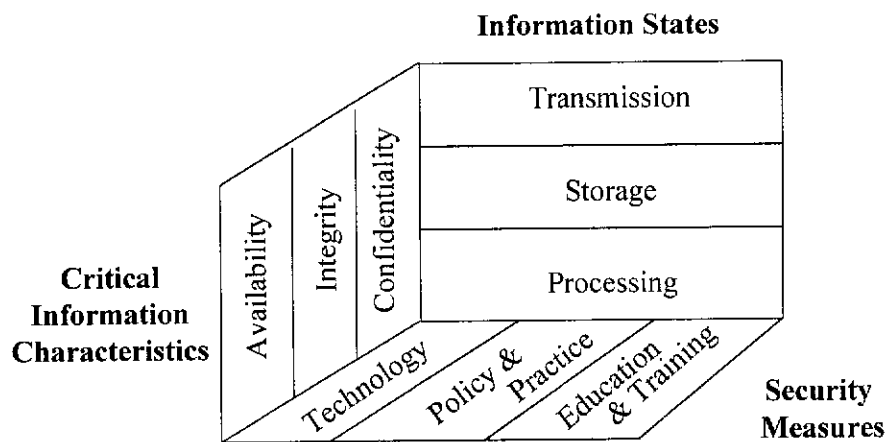 Information States
Transmission
Storage
Processing
Availability
Integrity
Confidentiality
Critical
Information
Characteristics
Technology
Policy &
Practice
Education
& Training
Security
Measures